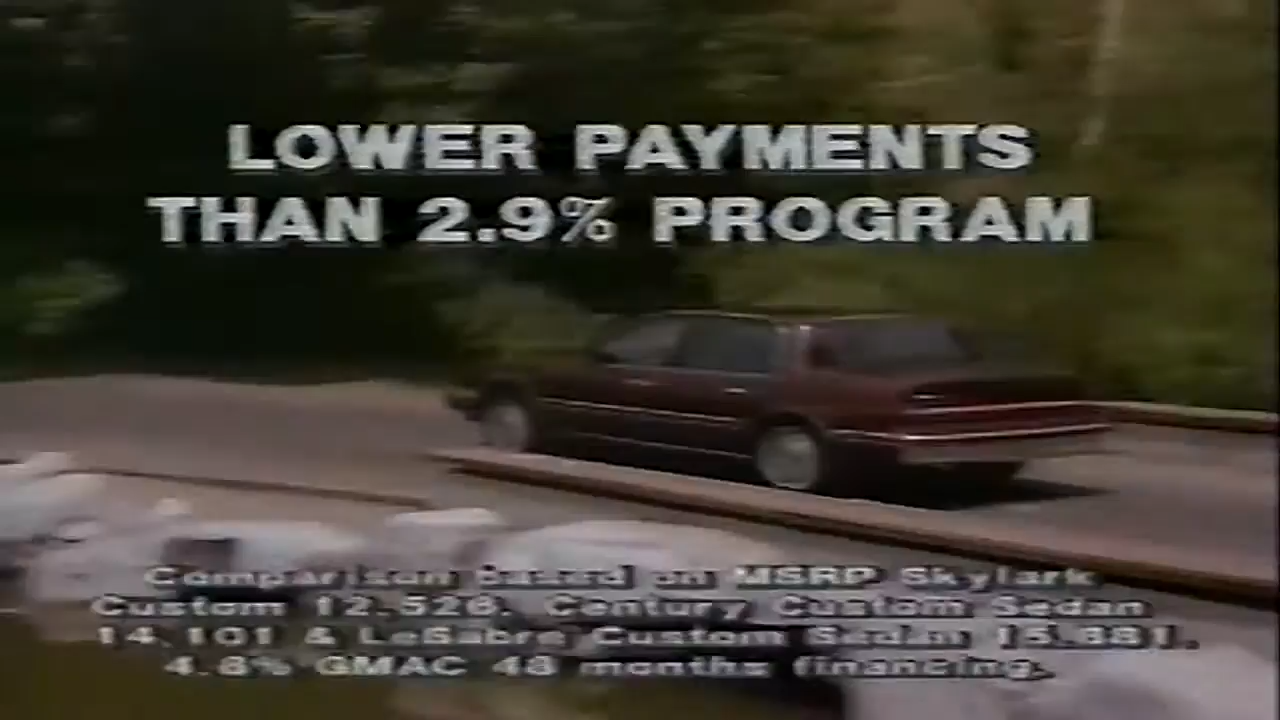 LOWER PAYMENTS
THAN 2.9% PROGRAM
Comparison based on MSRP Skylark
Custom 12,526. Century Custom Sedan
14,101 & LeSabre Custom Sedan 15,881.
4.8% GMAC 48 months financing.